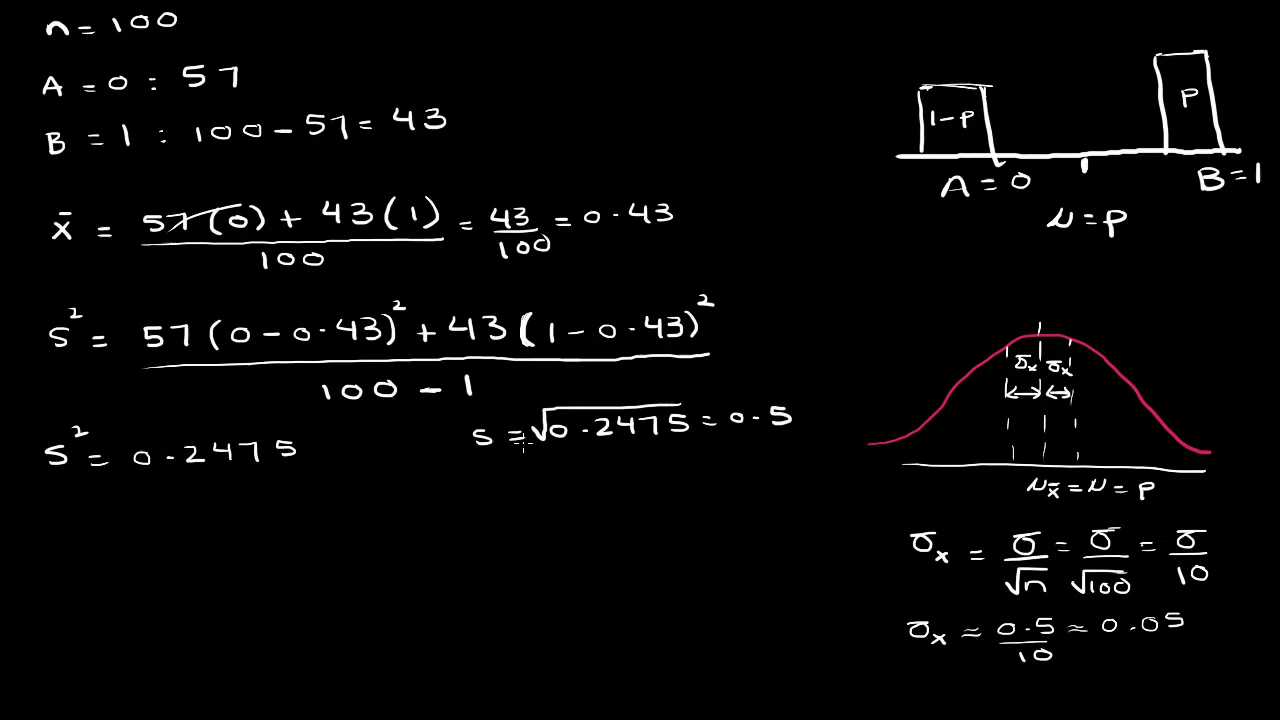 n = 100
A = 0 : 57
B = 1 : 100 - 57 = 43
x̄ = (57(0) + 43(1)) / 100 = 43/100 = 0.43
S² = (57(0 - 0.43)² + 43(1 - 0.43)²) / (100 - 1)
S² = 0.2475
S = √0.2475 = 0.5
1-P
P
A = 0
B = 1
μ = P
σx σx
μx̄ = μ = P
σx = σ/√n = σ/√100 = σ/10
σx ≈ 0.5/10 ≈ 0.05